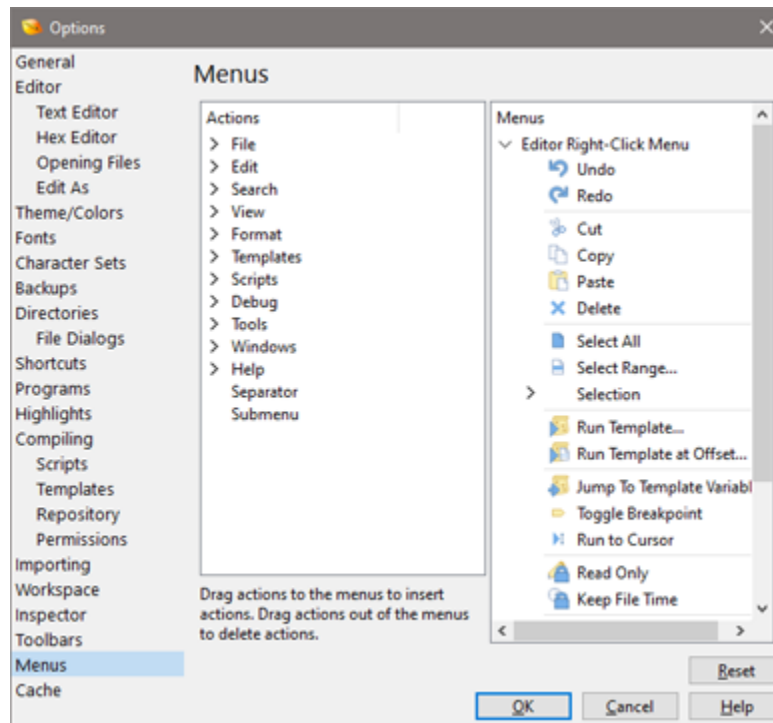 Options
General
Editor
Text Editor
Hex Editor
Opening Files
Edit As
Theme/Colors
Fonts
Character Sets
Backups
Directories
File Dialogs
Shortcuts
Programs
Highlights
Compiling
Scripts
Templates
Repository
Permissions
Importing
Workspace
Inspector
Toolbars
Menus
Cache
Menus
Actions
File
Edit
Search
View
Format
Templates
Scripts
Debug
Tools
Windows
Help
Separator
Submenu
Drag actions to the menus to insert
actions. Drag actions out of the menus
to delete actions.
Menus
Editor Right-Click Menu
Undo
Redo
Cut
Copy
Paste
Delete
Select All
Select Range...
Selection
Run Template...
Run Template at Offset...
Jump To Template Variabl
Toggle Breakpoint
Run to Cursor
Read Only
Keep File Time
Reset
OK Cancel Help